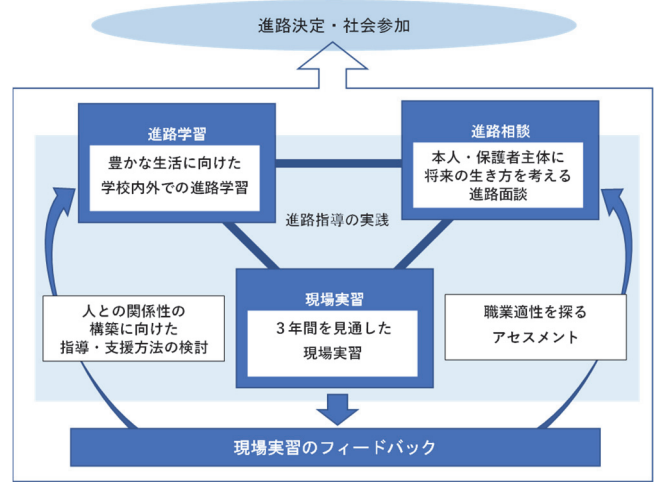 進路決定・社会参加
進路学習
豊かな生活に向けた
学校内外での進路学習
進路相談
本人・保護者主体に
将来の生き方を考える
進路面談
進路指導の実践
現場実習
3年間を見通した
現場実習
人との関係性の
構築に向けた
指導・支援方法の検討
職業適性を探る
アセスメント
現場実習のフィードバック